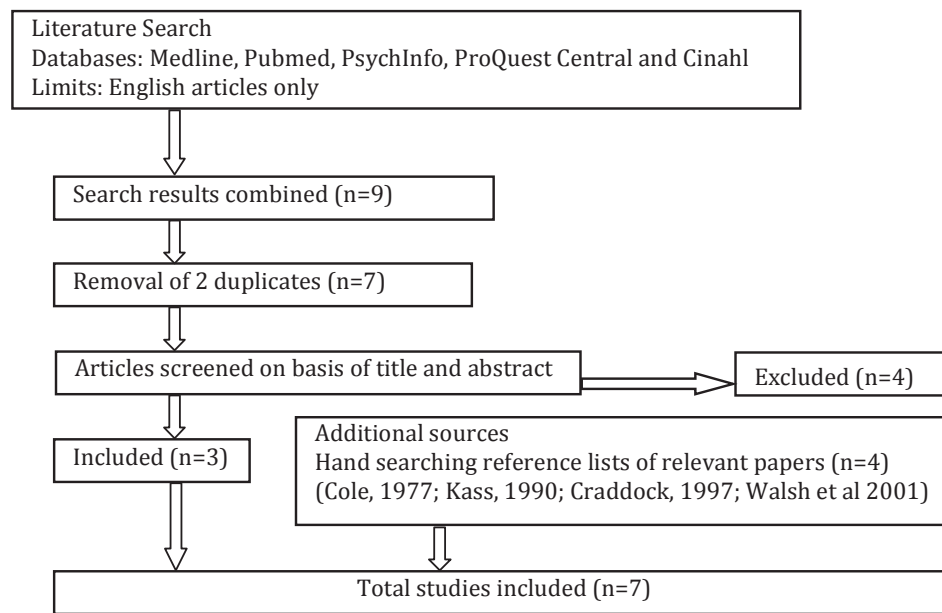 Literature Search
Databases: Medline, Pubmed, PsychInfo, ProQuest Central and Cinahl
Limits: English articles only
Search results combined (n=9)
Removal of 2 duplicates (n=7)
Articles screened on basis of title and abstract
Excluded (n=4)
Included (n=3)
Additional sources
Hand searching reference lists of relevant papers (n=4)
(Cole, 1977; Kass, 1990; Craddock, 1997; Walsh et al 2001)
Total studies included (n=7)